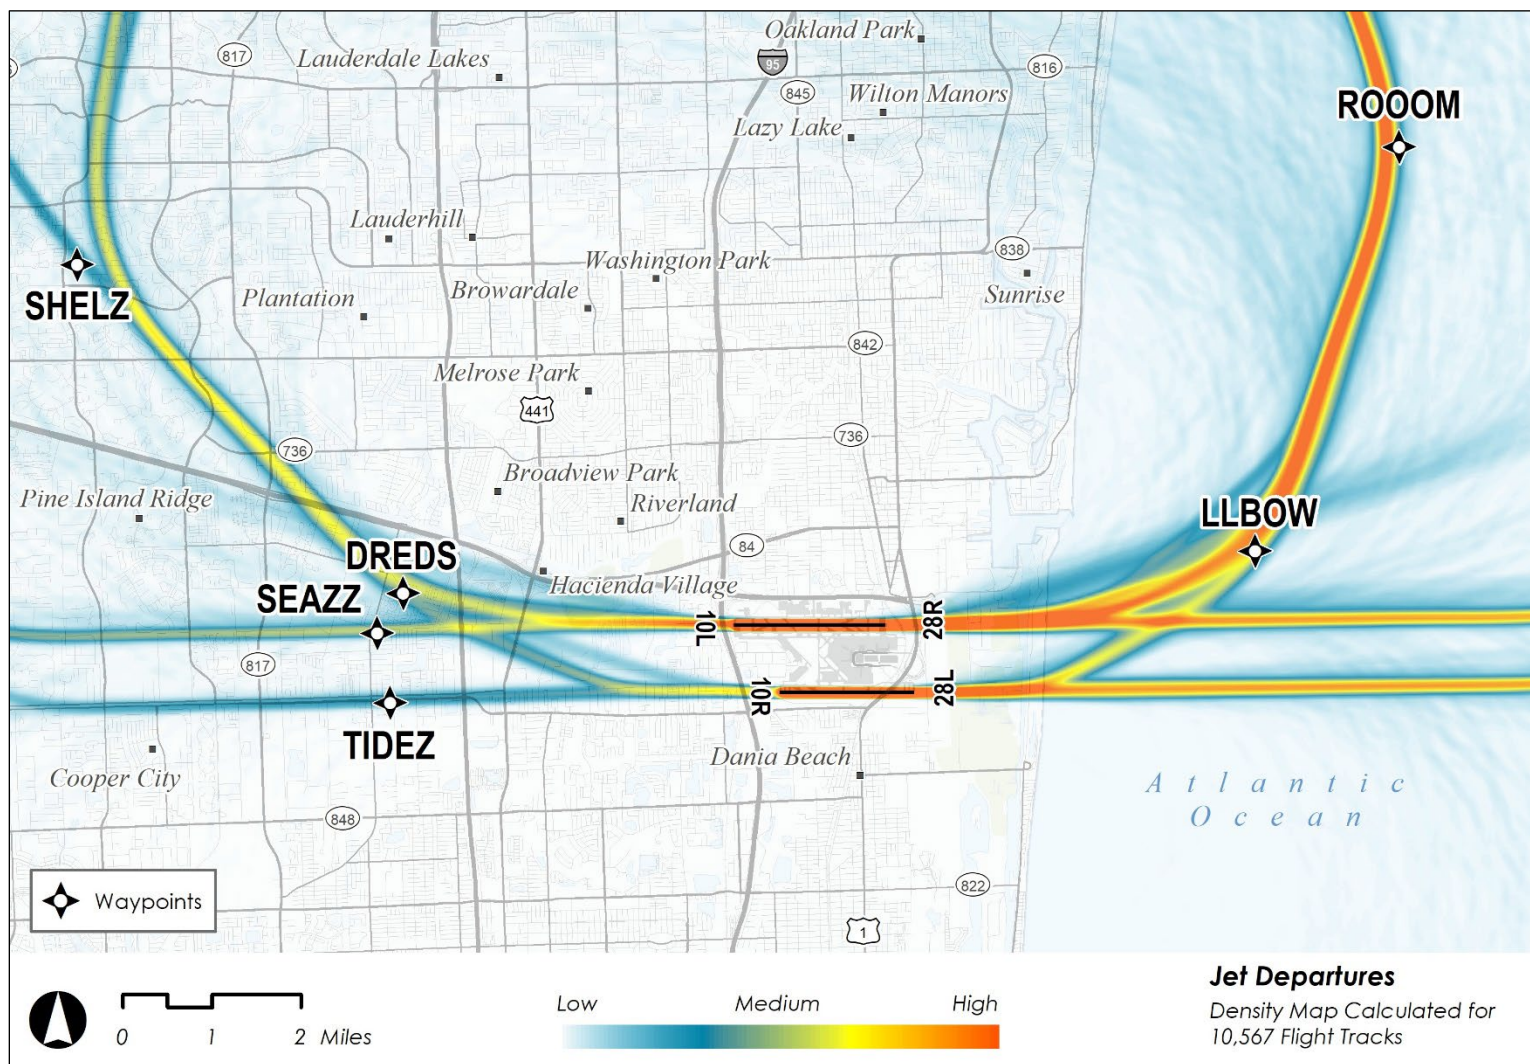 Oakland Park
817
Lauderdale Lakes
95
816
845
Wilton Manors
ROOOM
Lazy Lake
Lauderhill
838
Washington Park
SHELZ
Plantation
Browardale
Sunrise
842
Melrose Park
441
736
736
Broadview Park
Pine Island Ridge
Riverland
LLBOW
84
DREDS
Hacienda Village
SEAZZ
10L
28R
817
10R
28L
TIDEZ
Dania Beach
Cooper City
Atlantic
Ocean
848
822
Waypoints
1
Jet Departures
Low Medium High
Density Map Calculated for
10,567 Flight Tracks
0 1 2 Miles